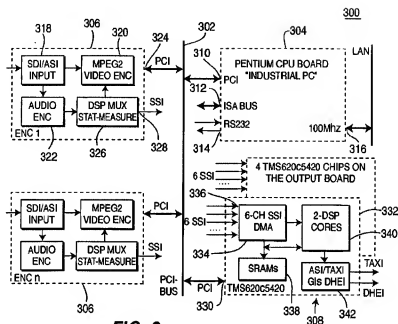 318
306
320
302
304
300
SDI/ASI
INPUT
MPEG2
VIDEO ENC
324
PCI
310
PENTIUM CPU BOARD
"INDUSTRIAL PC"
LAN
PCI
312
ISA BUS
AUDIO
ENC
DSP MUX
STAT-MEASURE
SSI
RS232
100Mhz
314
316
ENC 1
322
326
328
4 TMS620c5420 CHIPS ON
THE OUTPUT BOARD
6 SSI
336
332
SDI/ASI
INPUT
MPEG2
VIDEO ENC
PCI
6 SSI
6-CH SSI
DMA
2-DSP
CORES
340
334
AUDIO
ENC
DSP MUX
STAT-MEASURE
SSI
SRAMs
ASI/TAXI
GIs DHEI
TAXI
DHEI
ENC n
PCI-
BUS
PCI
330
TMS620c5420
338
308
342
306